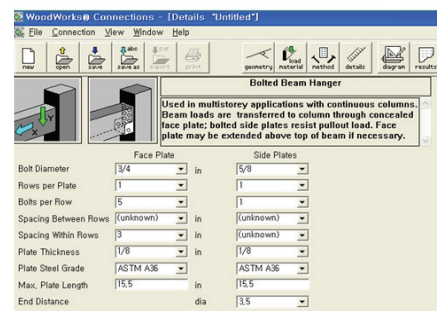 WoodWorks® Connections - [Details "Untitled"]
File Connection View Window Help
new open save save as export print geometry load material method details diagram results
Bolted Beam Hanger
Used in multistorey applications with continuous columns.
Beam loads are transferred to column through concealed
face plate; bolted side plates resist pullout load. Face
plate may be extended above top of beam if necessary.
X Y
Face Plate Side Plates
Bolt Diameter 3/4 in 5/8
Rows per Plate 1 1
Bolts per Row 5 1
Spacing Between Rows (unknown) in (unknown)
Spacing Within Rows 3 in (unknown)
Plate Thickness 1/8 in 1/8
Plate Steel Grade ASTM A36 ASTM A36
Max. Plate Length 15,5 in 15,5
End Distance dia 3,5